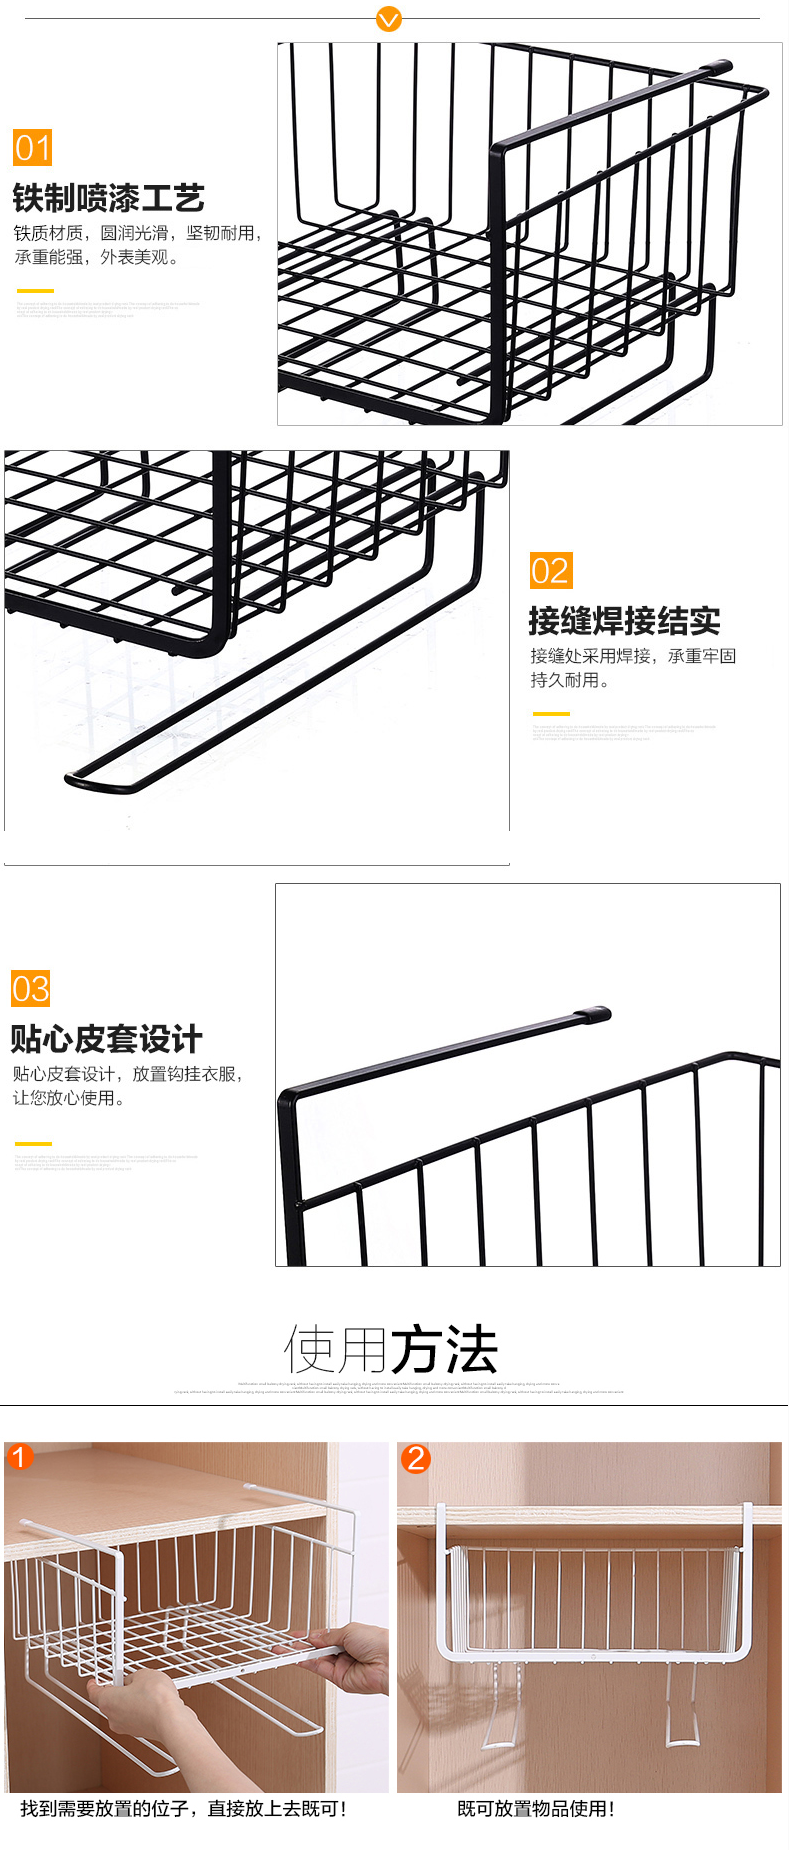 01
铁制喷漆工艺
铁质材质，圆润光滑，坚韧耐用，
承重能强，外表美观。
02
接缝焊接结实
接缝处采用焊接，承重牢固
持久耐用。
03
贴心皮套设计
贴心皮套设计，放置钩挂衣服，
让您放心使用。
使用方法
1
2
找到需要放置的位子，直接放上去既可！
既可放置物品使用！